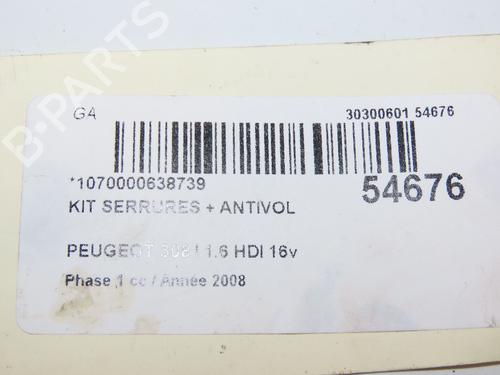 B-PARTS
GA
30300601 54676
*1070000638739
54676
KIT SERRURES + ANTIVOL
PEUGEOT 308 I 1.6 HDI 16v
Phase 1 cc / Année 2008